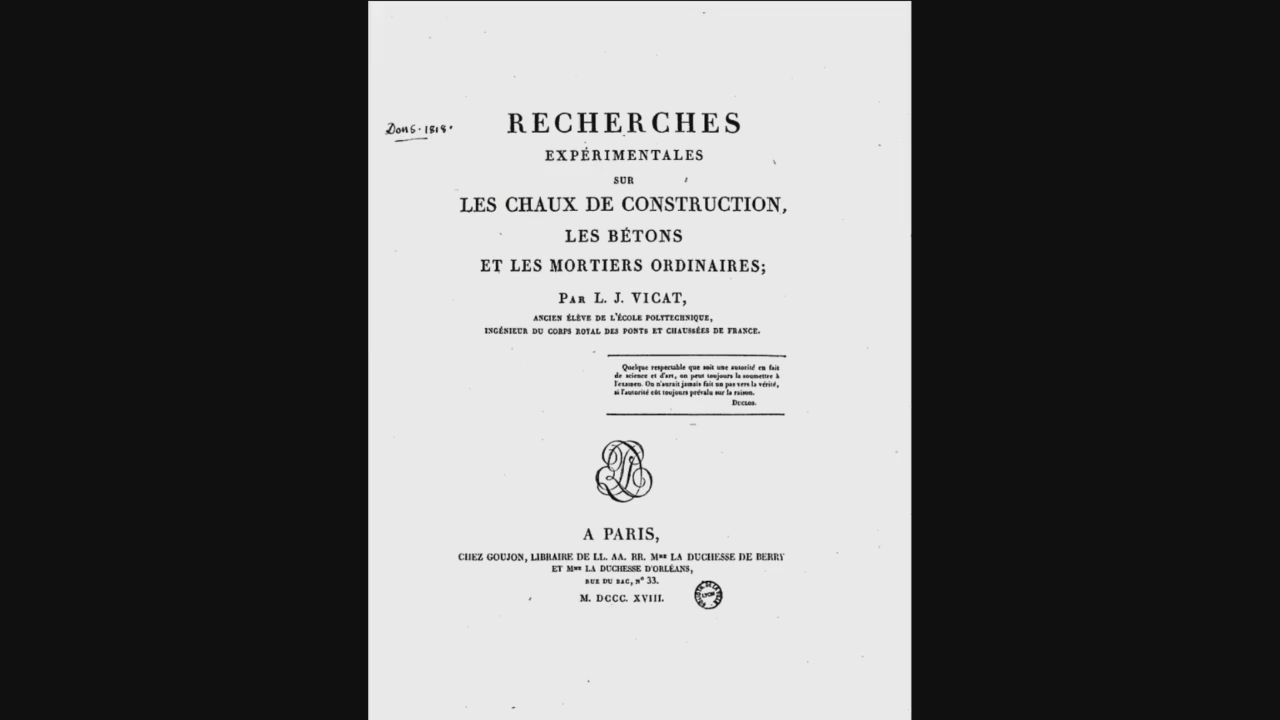 Dons. 1818.
RECHERCHES
EXPÉRIMENTALES
SUR
LES CHAUX DE CONSTRUCTION,
LES BÉTONS
ET LES MORTIERS ORDINAIRES;
PAR L. J. VICAT,
ANCIEN ÉLÈVE DE L'ÉCOLE POLYTECHNIQUE,
INGÉNIEUR DU CORPS ROYAL DES PONTS ET CHAUSSÉES DE FRANCE.
Quelque respectable que soit une autorité en fait
de science et d'art, on peut toujours la soumettre à
l'examen. On n'aurait jamais fait un pas vers la vérité,
si l'autorité eût toujours prévalu sur la raison.
DUCLOS.
A PARIS,
CHEZ GOUJON, LIBRAIRE DE LL. AA. RR. Mme LA DUCHESSE DE BERRY
ET Mme LA DUCHESSE D'ORLÉANS,
RUE DU BAC, No 33.
M. DCCC. XVIII.
LYON